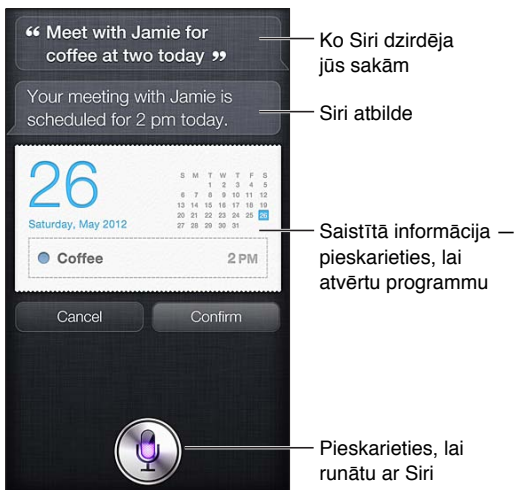 “ Meet with Jamie for
coffee at two today ”
Ko Siri dzirdēja
jūs sakām
Your meeting with Jamie is
scheduled for 2 pm today.
Siri atbilde
26
Saturday, May 2012
S M T W T F S
1 2 3 4 5
6 7 8 9 10 11 12
13 14 15 16 17 18 19
20 21 22 23 24 25 26
27 28 29 30 31
Coffee 2 PM
Saistītā informācija —
pieskarieties, lai
atvērtu programmu
Cancel Confirm
Pieskarieties, lai
runātu ar Siri